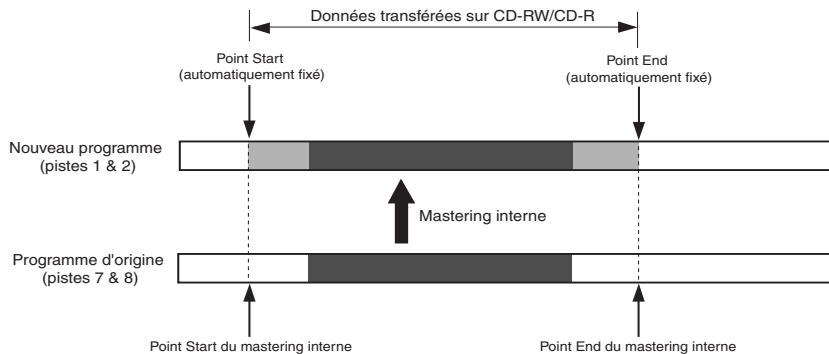 Données transférées sur CD-RW/CD-R
Point Start
(automatiquement fixé)
Point End
(automatiquement fixé)
Nouveau programme
(pistes 1 & 2)
Mastering interne
Programme d'origine
(pistes 7 & 8)
Point Start du mastering interne
Point End du mastering interne